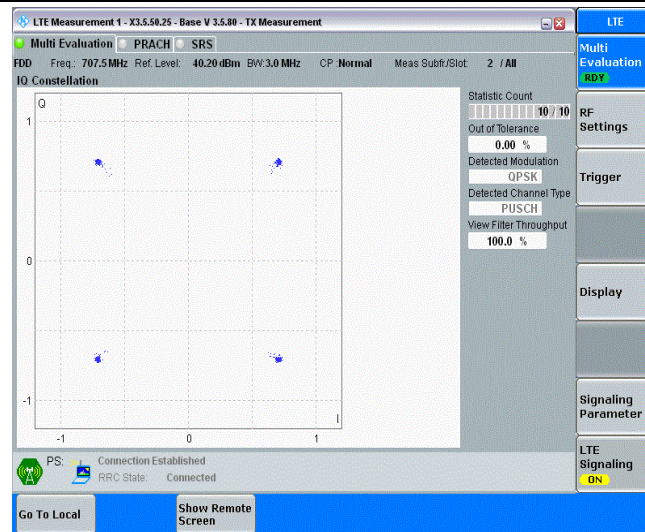 LTE Measurement 1 - X3.5.50.25 - Base V 3.5.80 - TX Measurement
LTE
Multi Evaluation PRACH SRS
FDD Freq.: 707.5 MHz Ref. Level: 40.20 dBm BW: 3.0 MHz CP : Normal Meas Subfr/Slot: 2 / All
IQ Constellation
Q
1
0
-1
I
-1 0 1
Statistic Count
10 / 10
Out of Tolerance
0.00 %
Detected Modulation
QPSK
Detected Channel Type
PUSCH
View Filter Throughput
100.0 %
PS: Connection Established
RRC State: Connected
Go To Local
Show Remote
Screen
Multi
Evaluation
RDY
RF
Settings
Trigger
Display
Signaling
Parameter
LTE
Signaling
ON